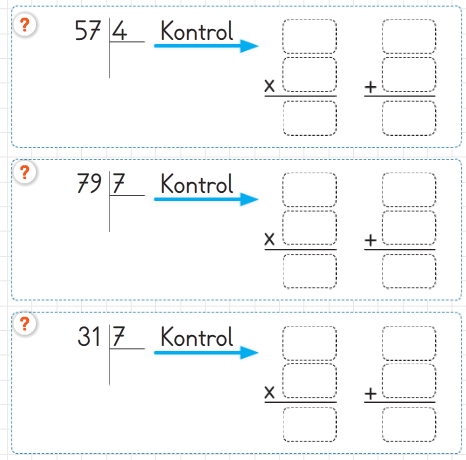 ?
57 4 Kontrol
x +
?
79 7 Kontrol
x +
?
31 7 Kontrol
x +